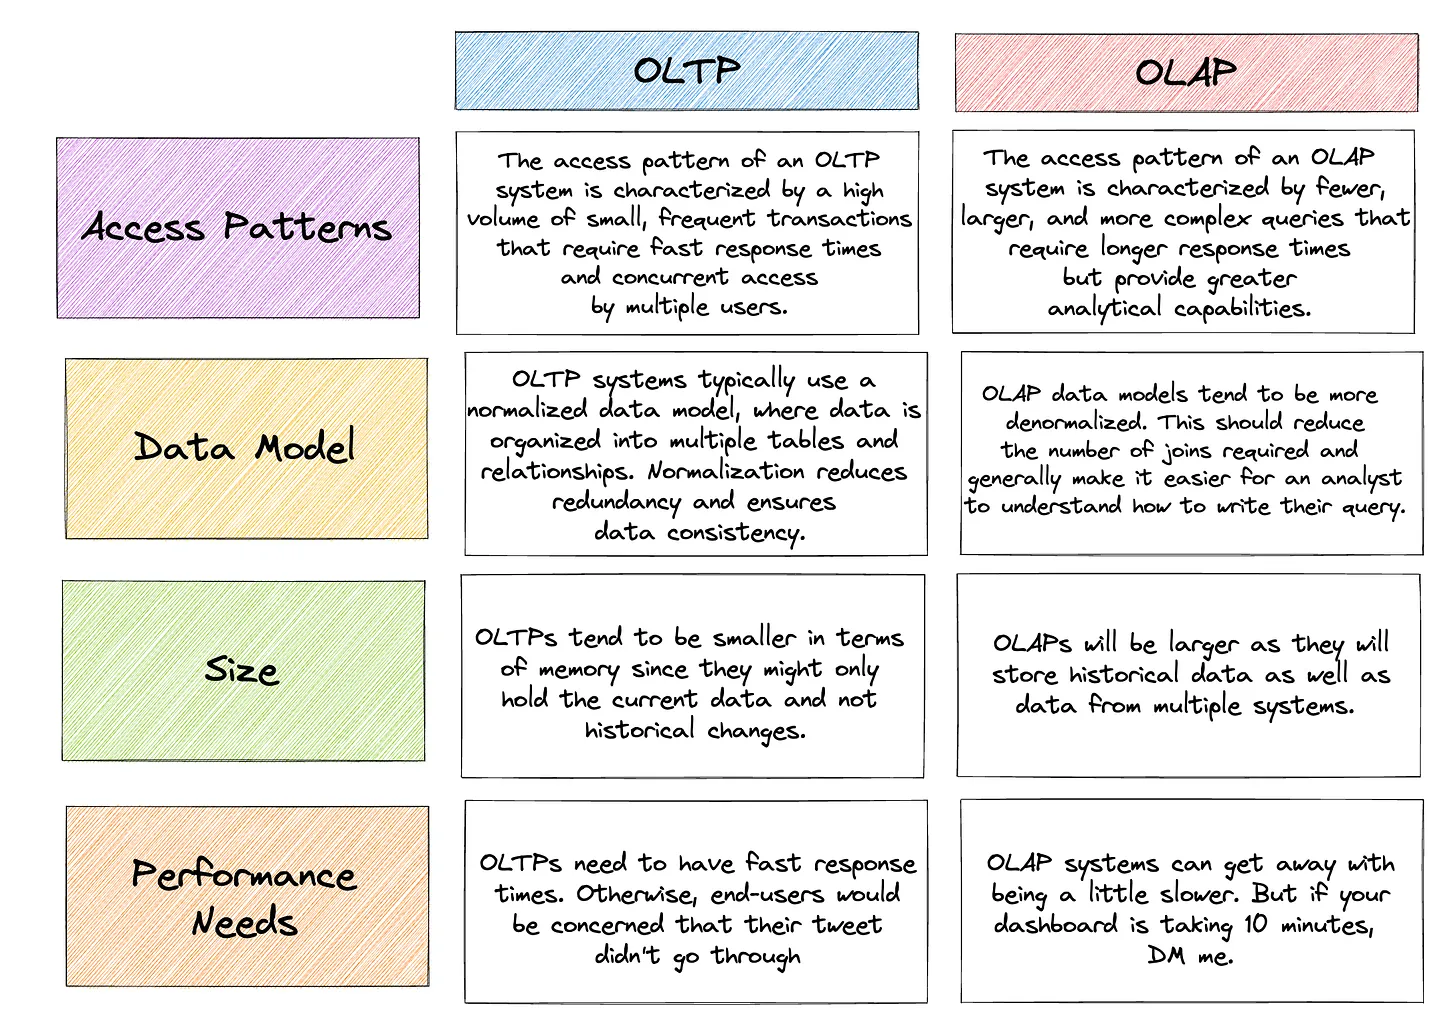 OLTP
OLAP
Access Patterns
The access pattern of an OLTP
system is characterized by a high
volume of small, frequent transactions
that require fast response times
and concurrent access
by multiple users.
The access pattern of an OLAP
system is characterized by fewer,
larger, and more complex queries that
require longer response times
but provide greater
analytical capabilities.
Data Model
OLTP systems typically use a
normalized data model, where data is
organized into multiple tables and
relationships. Normalization reduces
redundancy and ensures
data consistency.
OLAP data models tend to be more
denormalized. This should reduce
the number of joins required and
generally make it easier for an analyst
to understand how to write their query.
Size
OLTPs tend to be smaller in terms
of memory since they might only
hold the current data and not
historical changes.
OLAPs will be larger as they will
store historical data as well as
data from multiple systems.
Performance
Needs
OLTPs need to have fast response
times. Otherwise, end-users would
be concerned that their tweet
didn't go through
OLAP systems can get away with
being a little slower. But if your
dashboard is taking 10 minutes,
DM me.